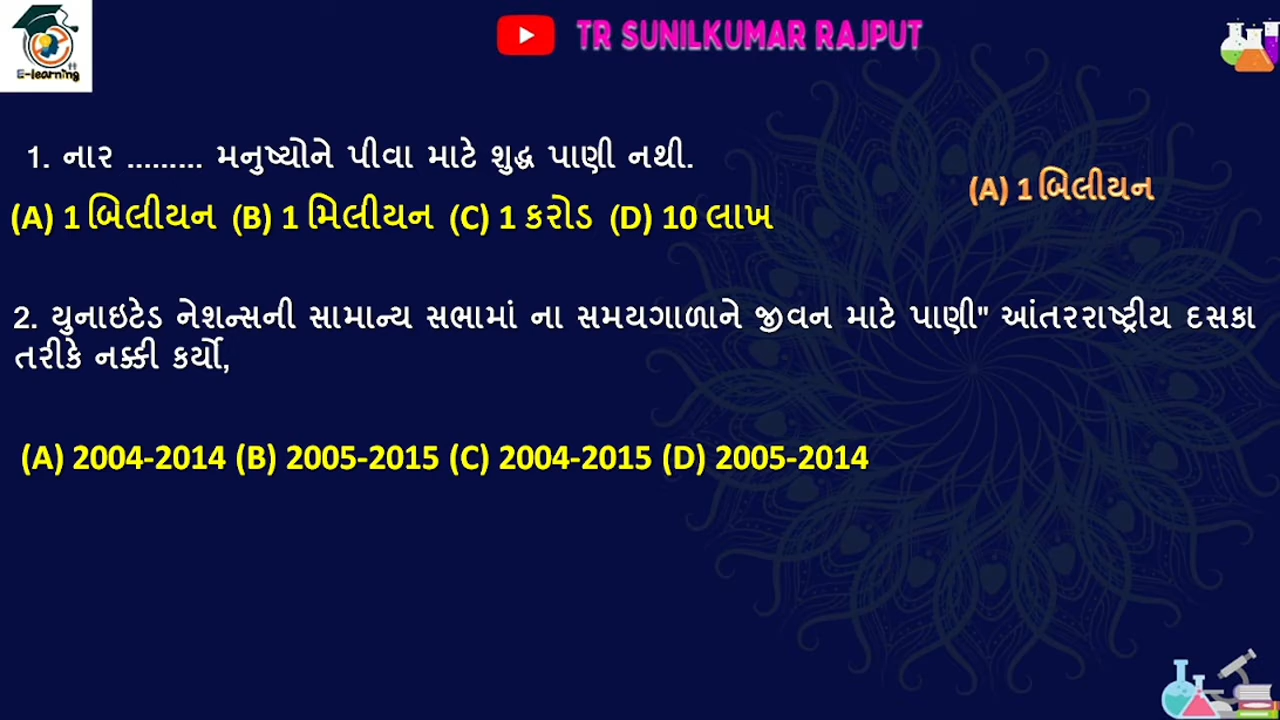 E-learning
TR SUNILKUMAR RAJPUT
1. નાર ......... મનુષ્યોને પીવા માટે શુદ્ધ પાણી નથી.
(A) 1 બિલીયન
(A) 1 બિલીયન (B) 1 મિલીયન (C) 1 કરોડ (D) 10 લાખ
2. યુનાઇટેડ નેશન્સની સામાન્ય સભામાં ના સમયગાળાને જીવન માટે પાણી" આંતરરાષ્ટ્રીય દસકા
તરીકે નક્કી કર્યો,
(A) 2004-2014 (B) 2005-2015 (C) 2004-2015 (D) 2005-2014